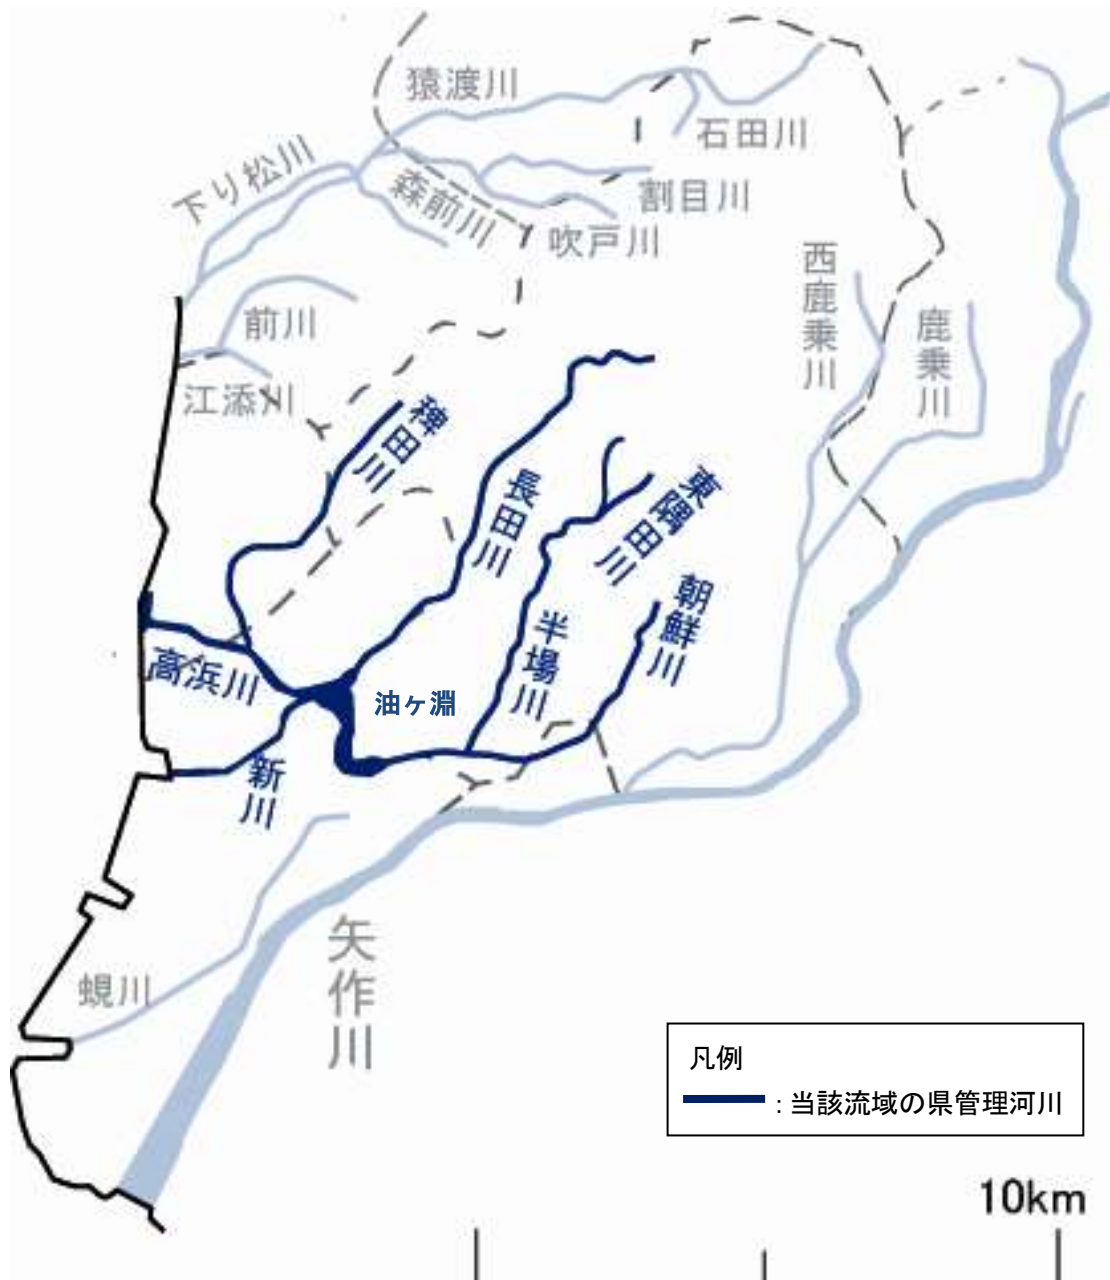 猿渡川
石田川
下り松川
森前川
割目川
吹戸川
西鹿乗川
前川
鹿乗川
江添川
稗田川
長田川
東隅田川
朝鮮川
半場川
高浜川
油ヶ淵
新川
矢作川
蜆川
凡例
：当該流域の県管理河川
10km